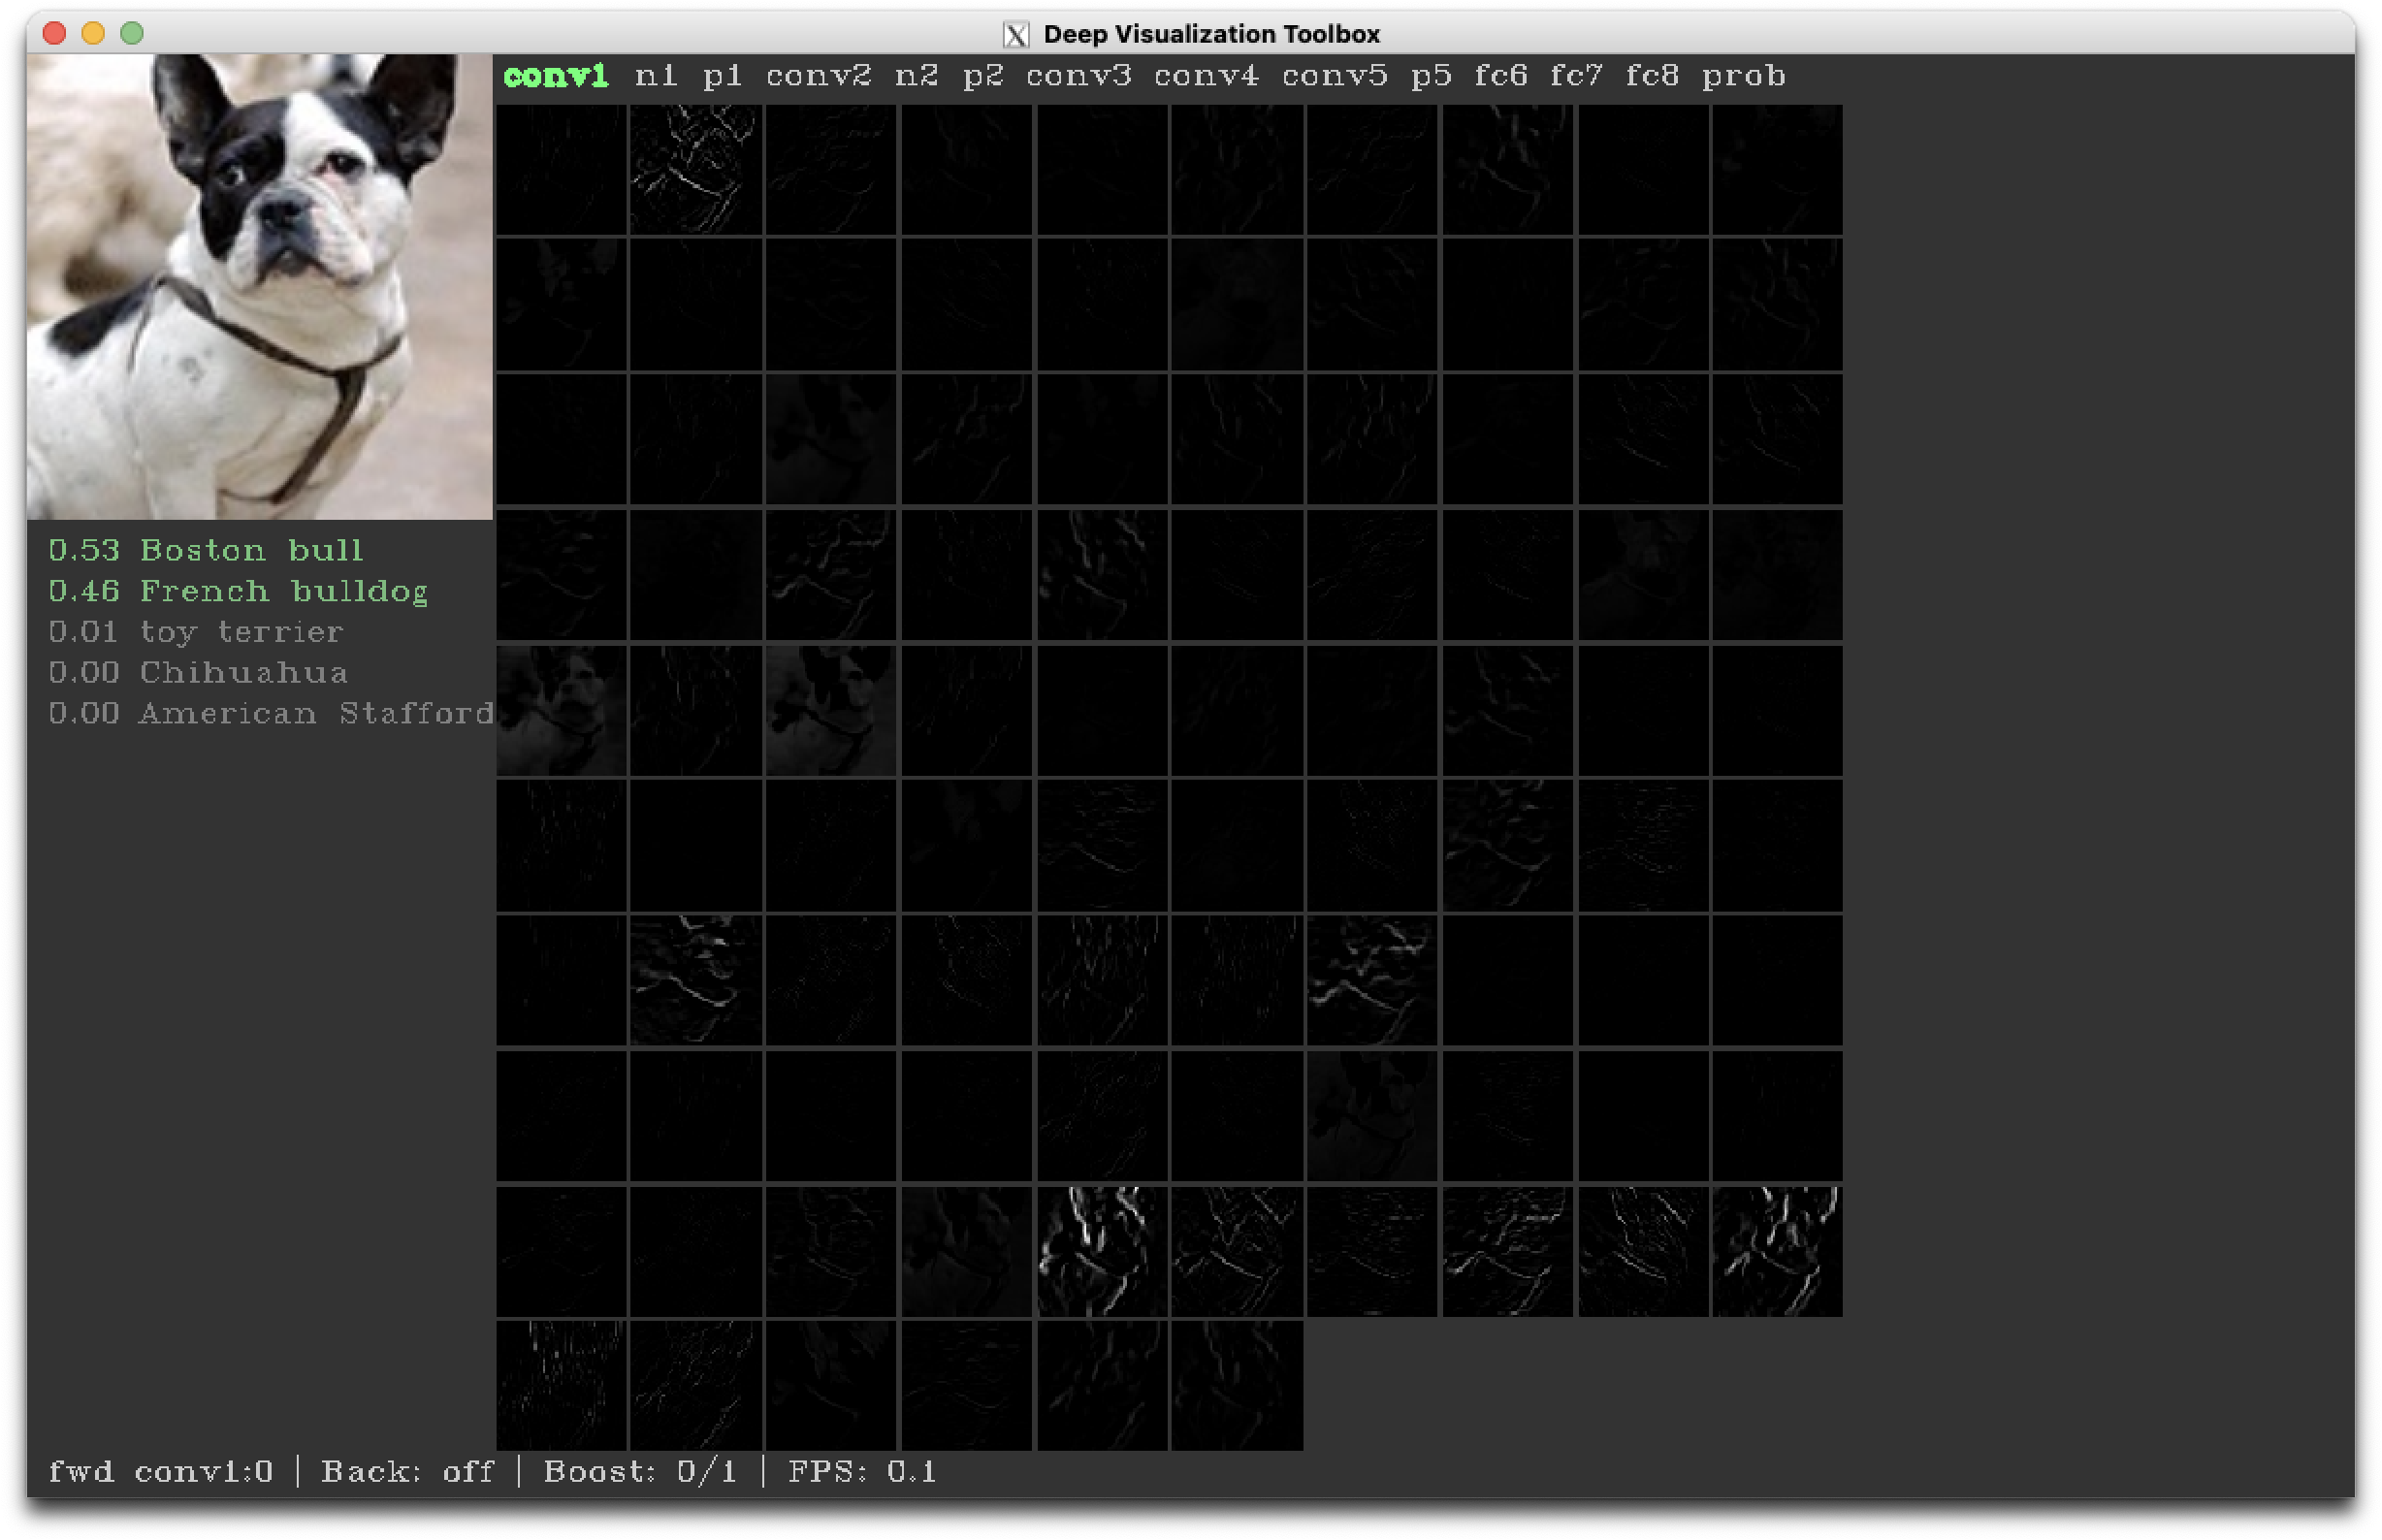 Deep Visualization Toolbox
conv1 n1 p1 conv2 n2 p2 conv3 conv4 conv5 p5 fc6 fc7 fc8 prob
0.53 Boston bull
0.46 French bulldog
0.01 toy terrier
0.00 Chihuahua
0.00 American Stafford
fwd conv1:0 | Back: off | Boost: 0/1 | FPS: 0.1